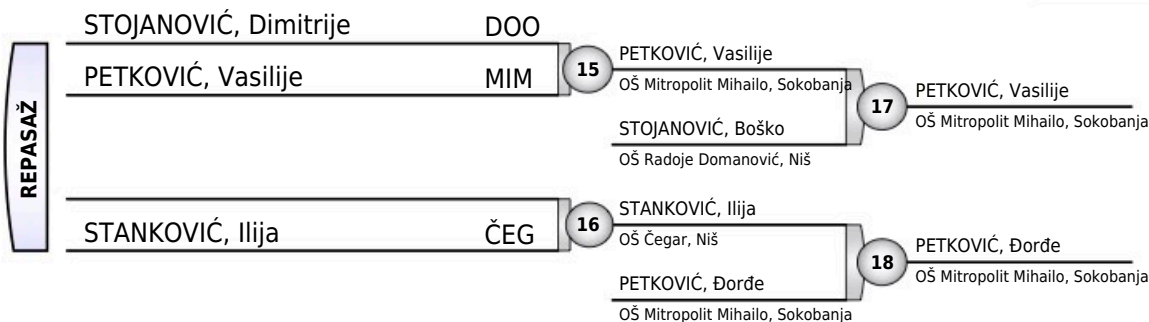 REPASAŽ
STOJANOVIĆ, Dimitrije DOO
PETKOVIĆ, Vasilije MIM
15
PETKOVIĆ, Vasilije
OŠ Mitropolit Mihailo, Sokobanja
STOJANOVIĆ, Boško
OŠ Radoje Domanović, Niš
17
PETKOVIĆ, Vasilije
OŠ Mitropolit Mihailo, Sokobanja
STANKOVIĆ, Ilija ČEG
16
STANKOVIĆ, Ilija
OŠ Čegar, Niš
PETKOVIĆ, Đorđe
OŠ Mitropolit Mihailo, Sokobanja
18
PETKOVIĆ, Đorđe
OŠ Mitropolit Mihailo, Sokobanja